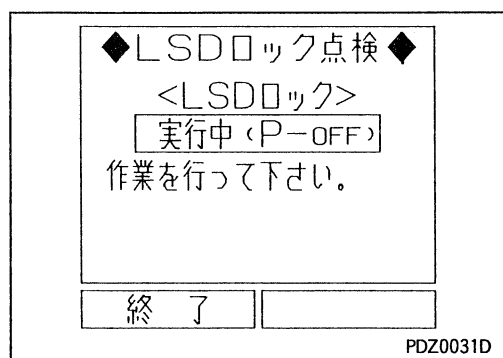 ◆LSDロック点検◆
<LSDロック>
実行中(P-OFF)
作業を行って下さい。
終 了
PDZ0031D